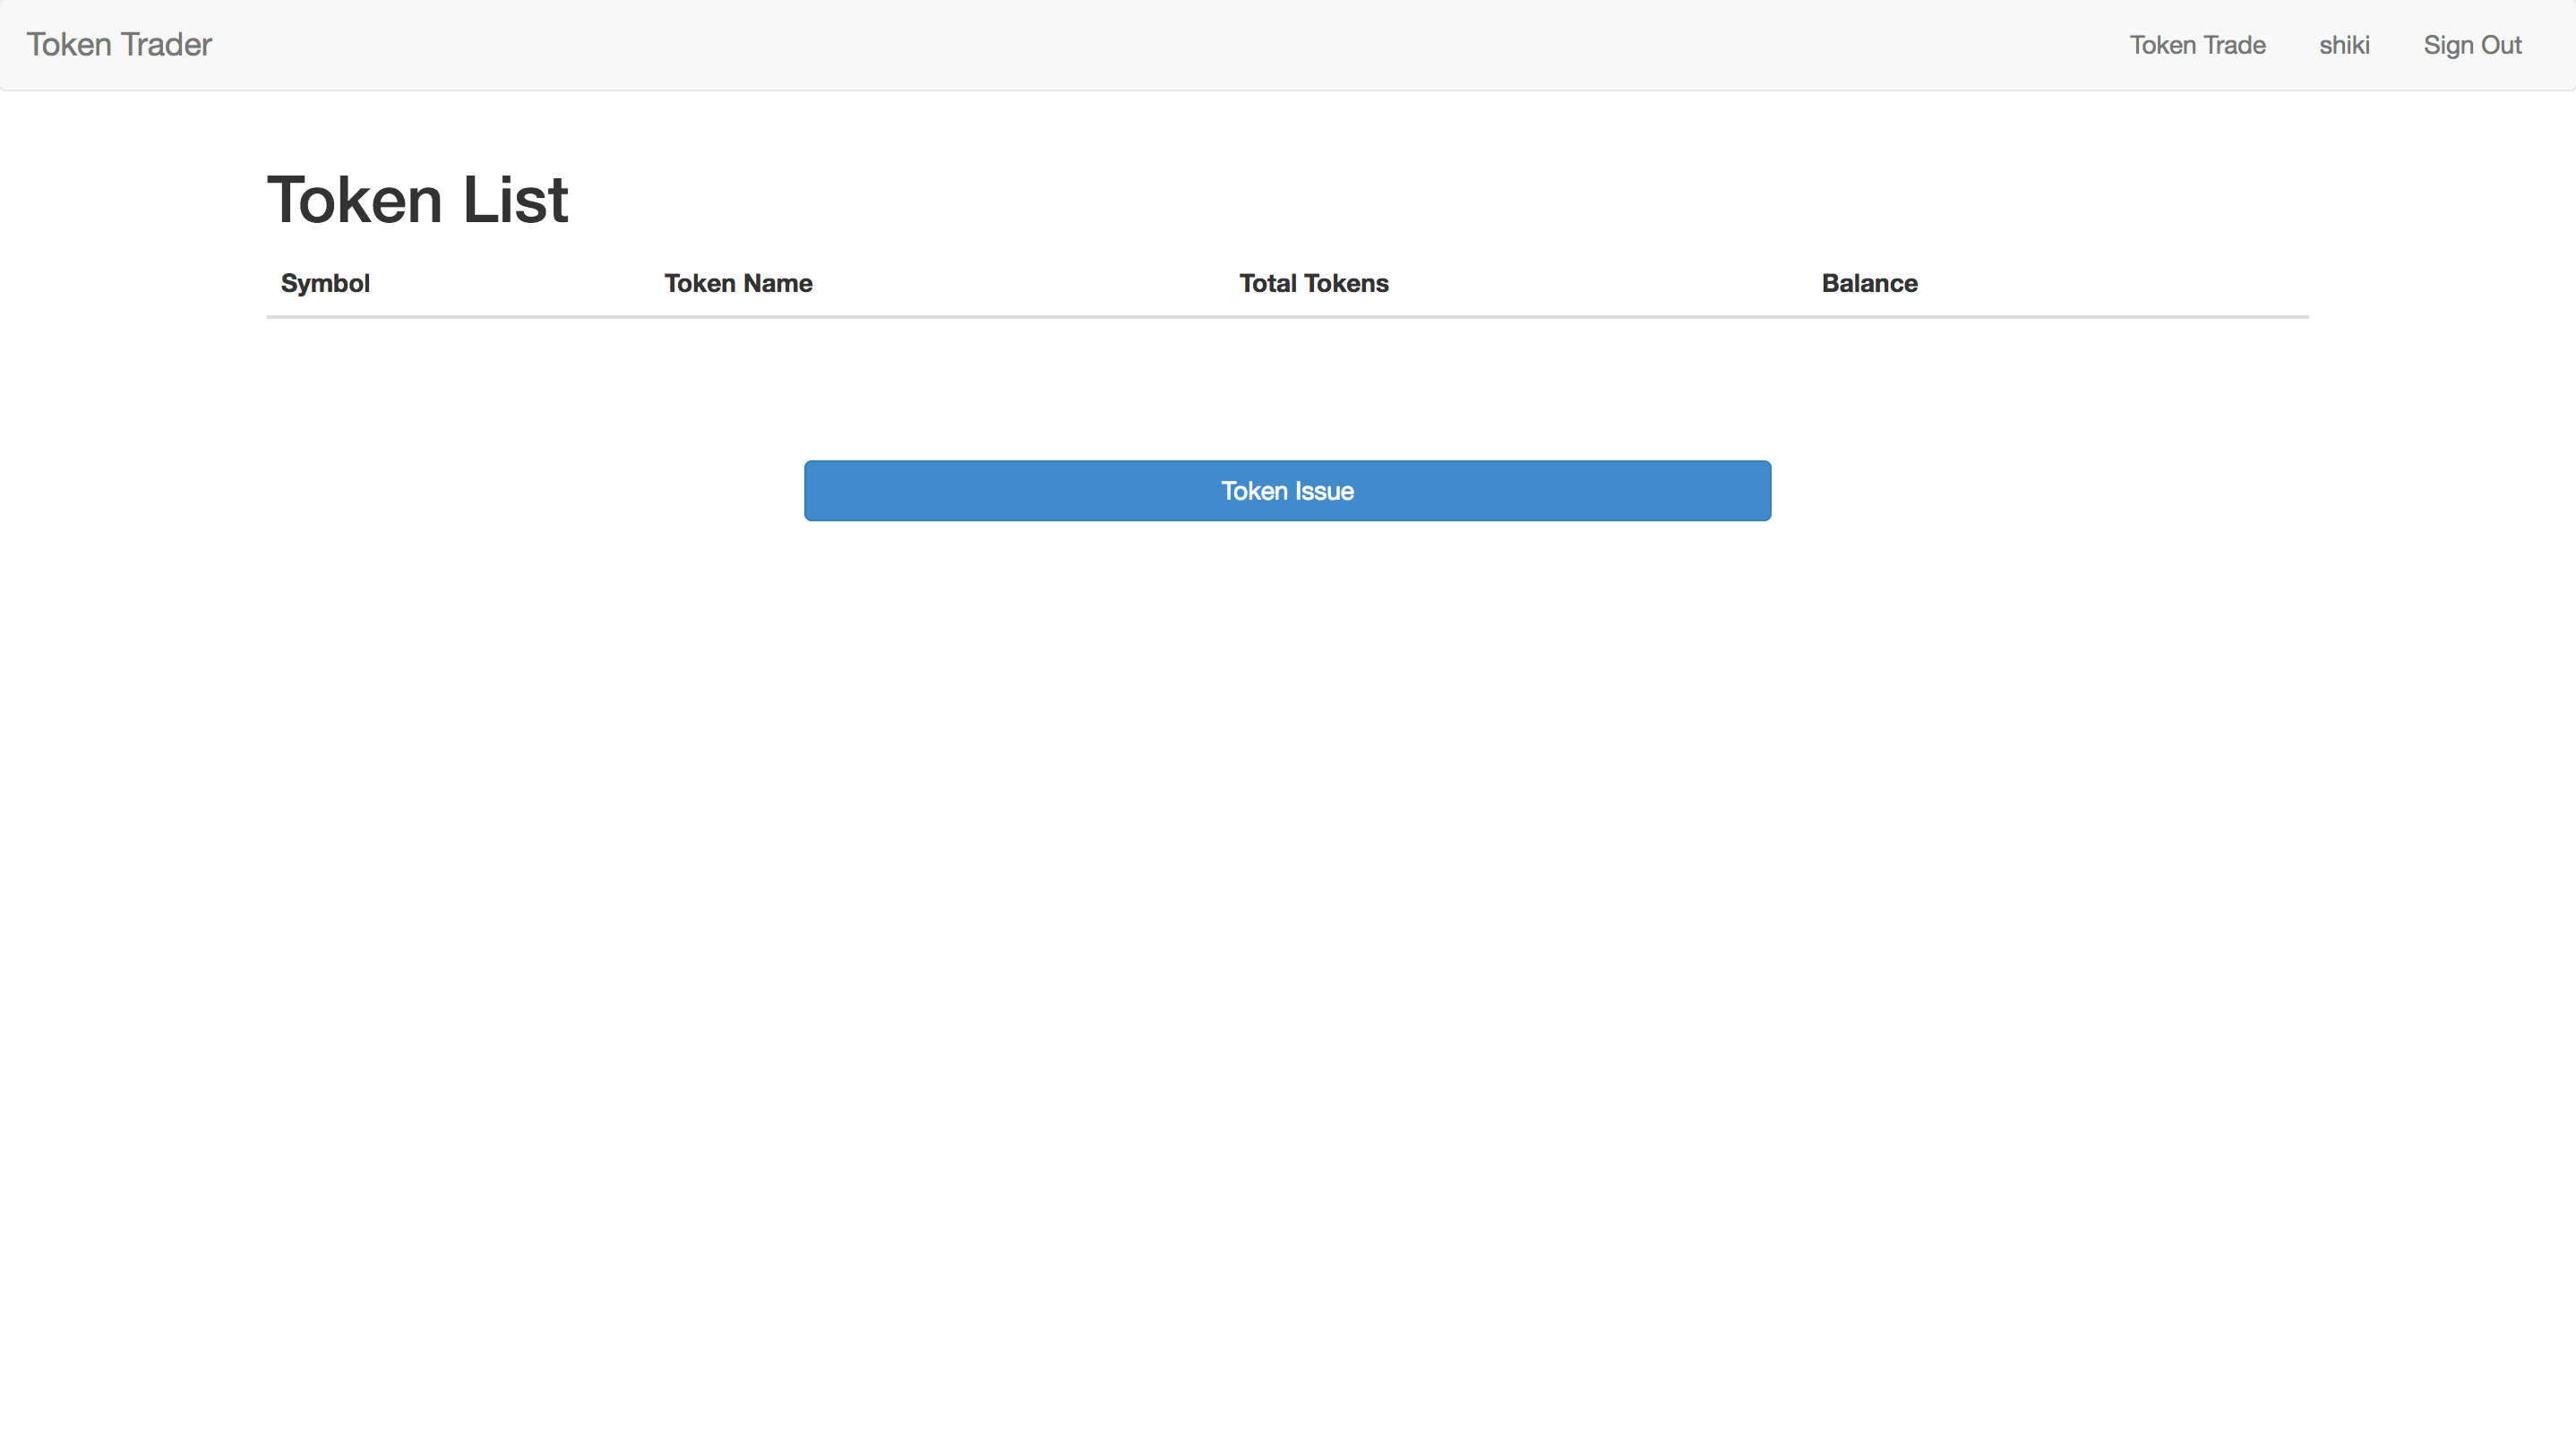 Token Trader Token Trade shiki Sign Out
Token List
Symbol Token Name Total Tokens Balance
Token Issue